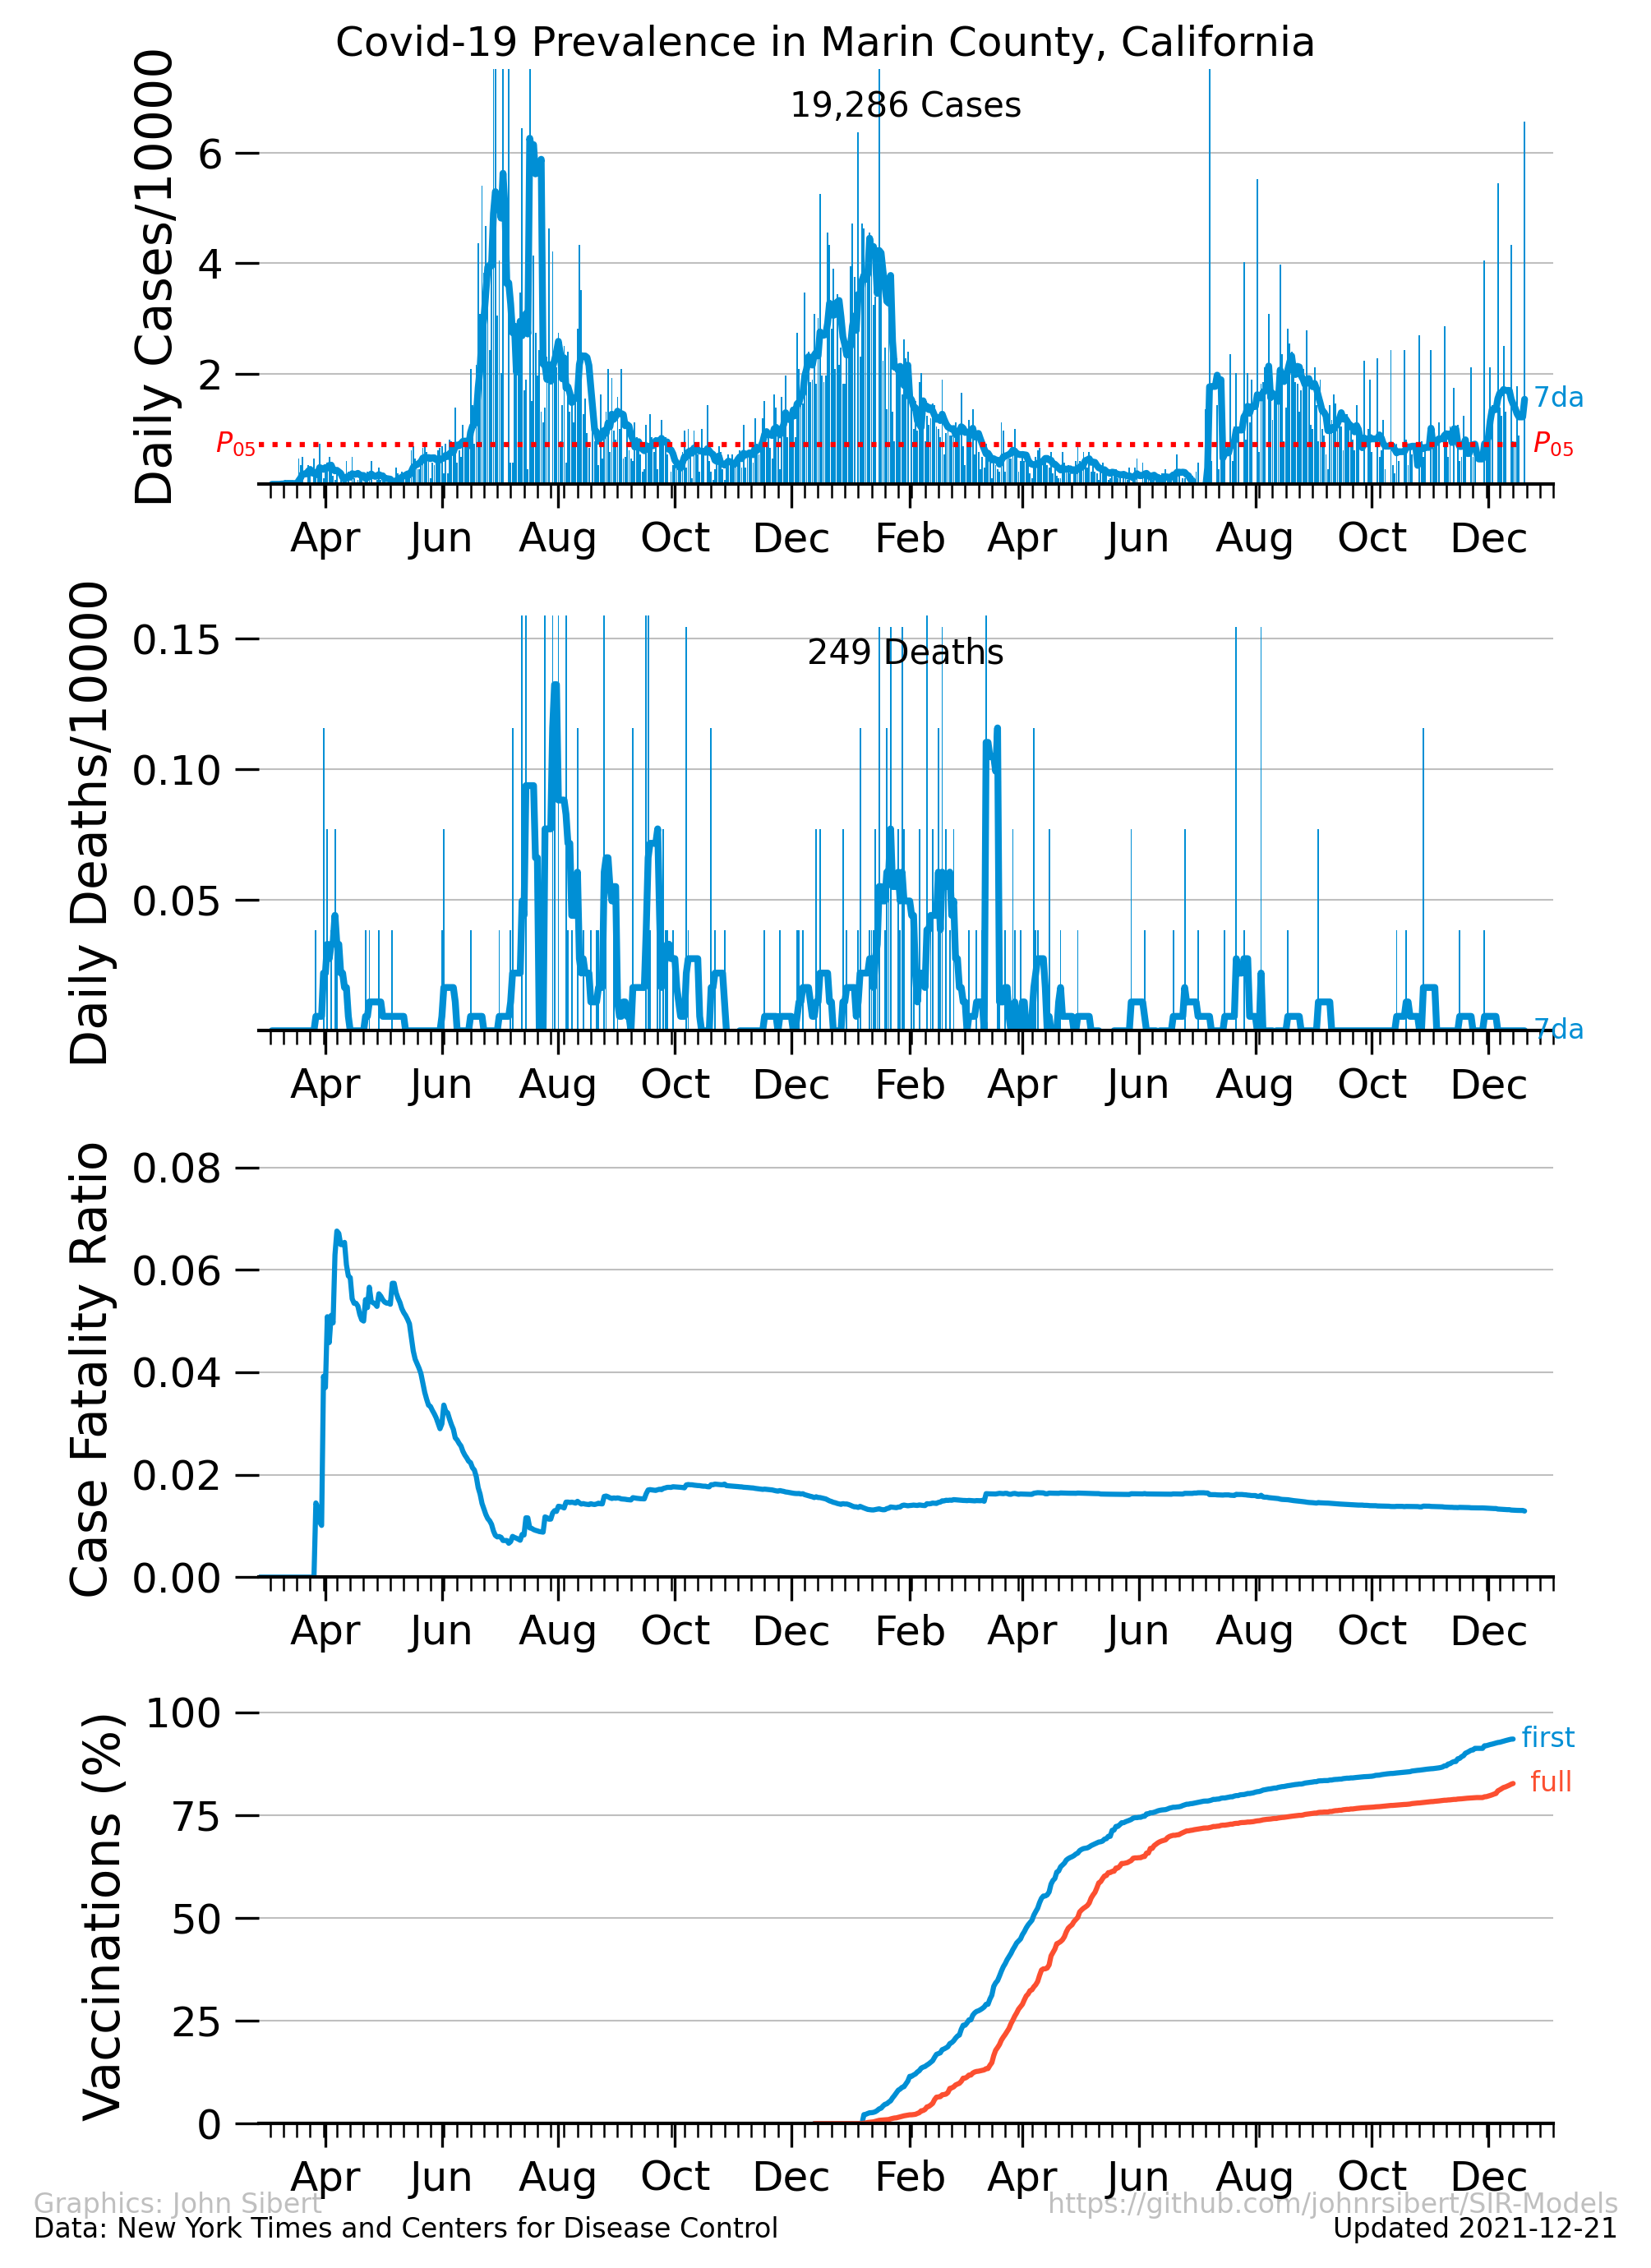 Covid-19 Prevalence in Marin County, California
Daily Cases/10000
19,286 Cases
6
4
2
7da
P05
P05
Apr Jun Aug Oct Dec Feb Apr Jun Aug Oct Dec
Daily Deaths/10000
0.15
249 Deaths
0.10
0.05
7da
Apr Jun Aug Oct Dec Feb Apr Jun Aug Oct Dec
Case Fatality Ratio
0.08
0.06
0.04
0.02
0.00
Apr Jun Aug Oct Dec Feb Apr Jun Aug Oct Dec
Vaccinations (%)
100
first
full
75
50
25
0
Apr Jun Aug Oct Dec Feb Apr Jun Aug Oct Dec
Graphics: John Sibert
https://github.com/johnrsibert/SIR-Models
Data: New York Times and Centers for Disease Control
Updated 2021-12-21